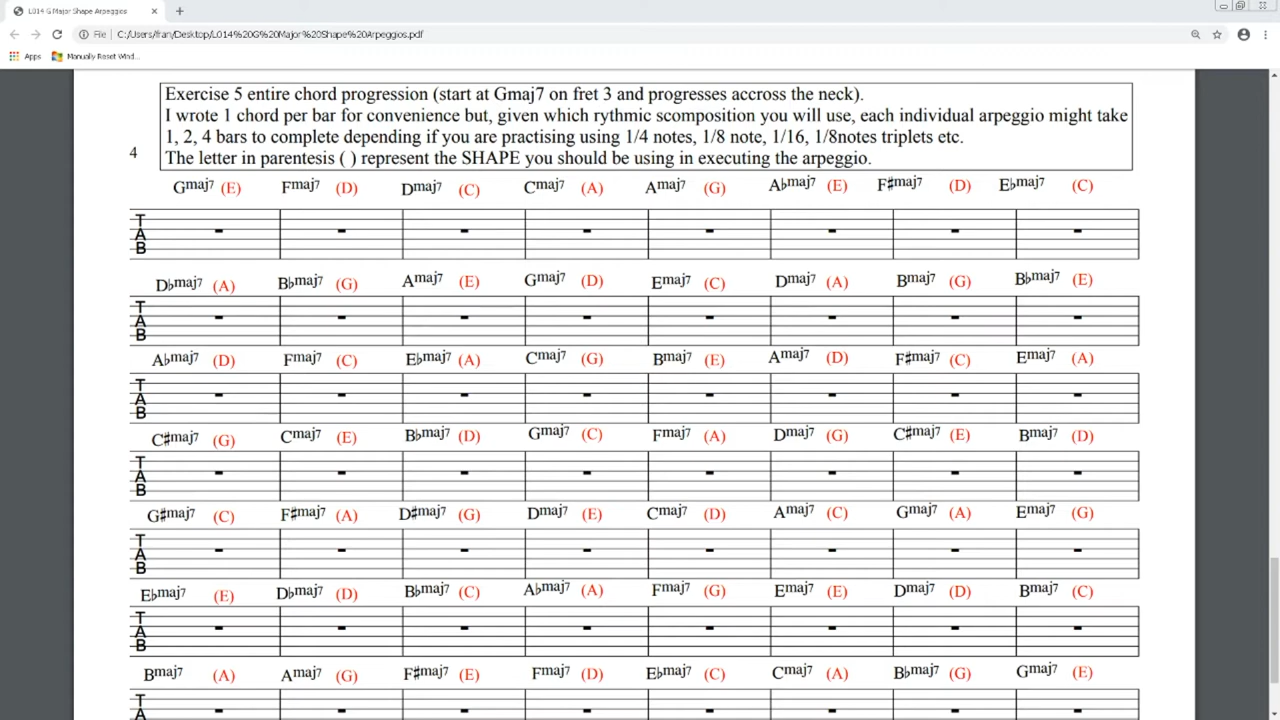 L014 G Major Shape Arpeggios
File C:/Users/fran/Desktop/L014%20G%20Major%20Shape%20Arpeggios.pdf
Apps Manually Reset Wind...
Exercise 5 entire chord progression (start at Gmaj7 on fret 3 and progresses accross the neck).
I wrote 1 chord per bar for convenience but, given which rythmic scomposition you will use, each individual arpeggio might take
1, 2, 4 bars to complete depending if you are practising using 1/4 notes, 1/8 note, 1/16, 1/8notes triplets etc.
4
The letter in parentesis ( ) represent the SHAPE you should be using in executing the arpeggio.
Gmaj7 (E) Fmaj7 (D) Dmaj7 (C) Cmaj7 (A) Amaj7 (G) A♭maj7 (E) F♯maj7 (D) E♭maj7 (C)
T
A
B
D♭maj7 (A) B♭maj7 (G) Amaj7 (E) Gmaj7 (D) Emaj7 (C) Dmaj7 (A) Bmaj7 (G) B♭maj7 (E)
T
A
B
A♭maj7 (D) Fmaj7 (C) E♭maj7 (A) Cmaj7 (G) Bmaj7 (E) Amaj7 (D) F♯maj7 (C) Emaj7 (A)
T
A
B
C♯maj7 (G) Cmaj7 (E) B♭maj7 (D) Gmaj7 (C) Fmaj7 (A) Dmaj7 (G) C♯maj7 (E) Bmaj7 (D)
T
A
B
G♯maj7 (C) F♯maj7 (A) D♯maj7 (G) Dmaj7 (E) Cmaj7 (D) Amaj7 (C) Gmaj7 (A) Emaj7 (G)
T
A
B
E♭maj7 (E) D♭maj7 (D) B♭maj7 (C) A♭maj7 (A) Fmaj7 (G) Emaj7 (E) Dmaj7 (D) Bmaj7 (C)
T
A
B
Bmaj7 (A) Amaj7 (G) F♯maj7 (E) Fmaj7 (D) E♭maj7 (C) Cmaj7 (A) B♭maj7 (G) Gmaj7 (E)
T
A